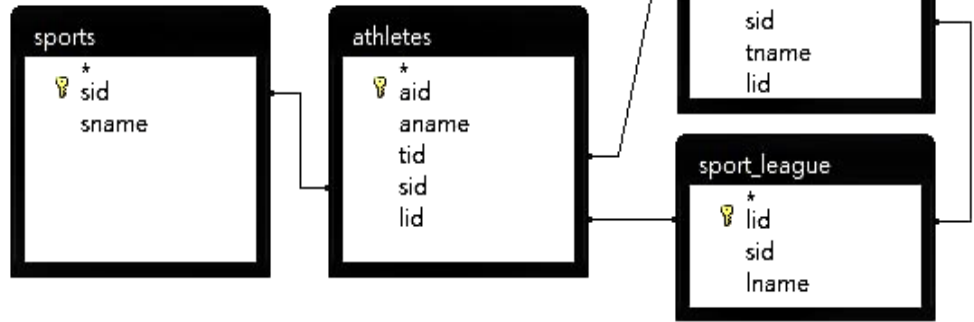 sports
*
sid
sname
athletes
*
aid
aname
tid
sid
lid
sid
tname
lid
sport_league
*
lid
sid
lname